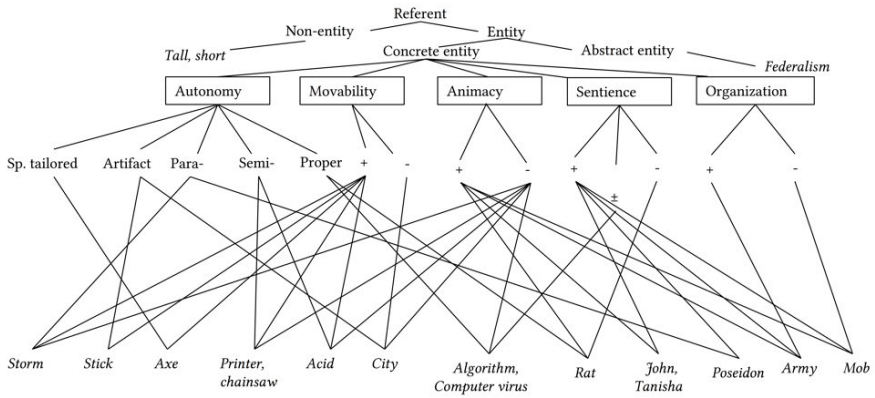 Referent
Non-entity Entity
Tall, short Concrete entity Abstract entity
Federalism
Autonomy Movability Animacy Sentience Organization
Sp. tailored Artifact Para- Semi- Proper + - + - + ± - + -
Storm Stick Axe Printer, Acid City Algorithm, Rat John, Poseidon Army Mob
chainsaw Computer virus Tanisha